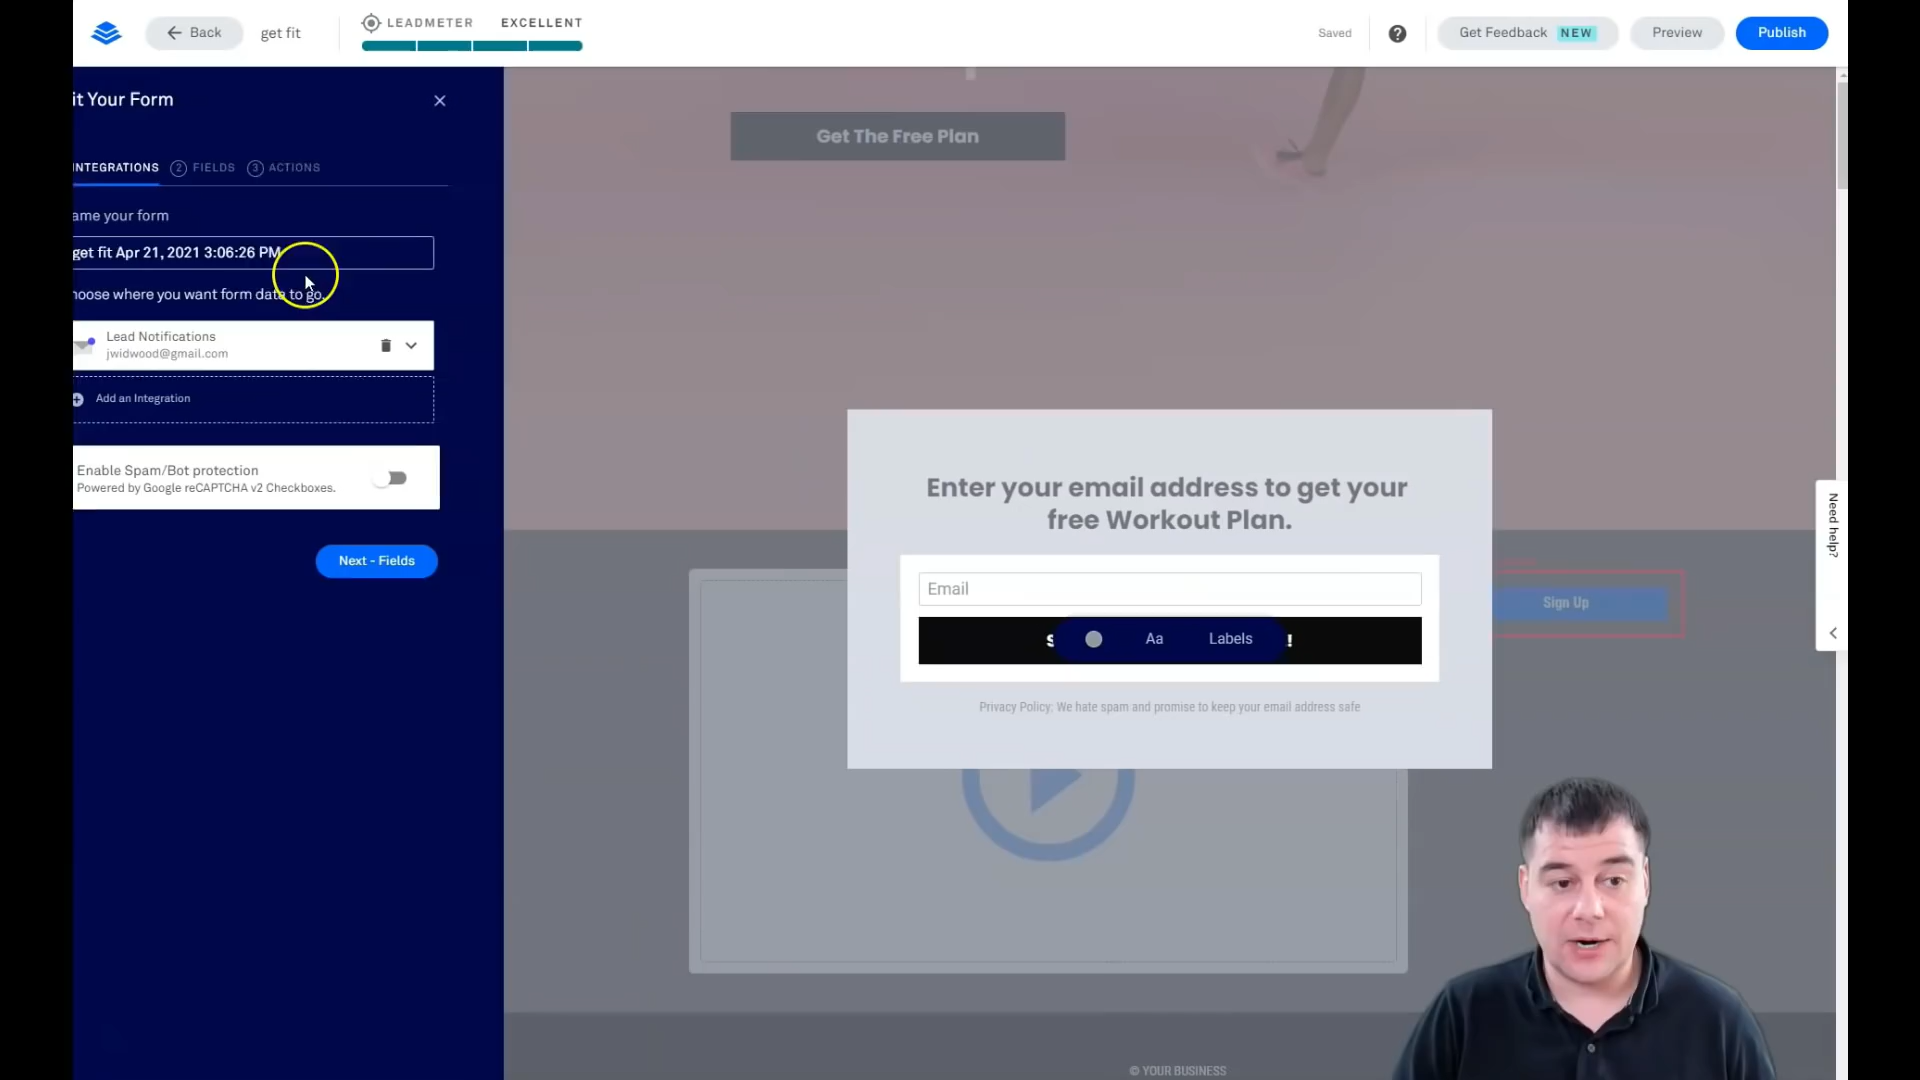 Back
get fit
LEADMETER EXCELLENT
Saved
?
Get Feedback NEW
Preview
Publish
it Your Form
NTEGRATIONS
2 FIELDS
3 ACTIONS
ame your form
get fit Apr 21, 2021 3:06:26 PM
hoose where you want form data to go.
Lead Notifications
jwidwood@gmail.com
Add an Integration
Enable Spam/Bot protection
Powered by Google reCAPTCHA v2 Checkboxes.
Next - Fields
Get The Free Plan
Enter your email address to get your
free Workout Plan.
Email
S Aa Labels !
Privacy Policy: We hate spam and promise to keep your email address safe
Sign Up
Need help?
© YOUR BUSINESS